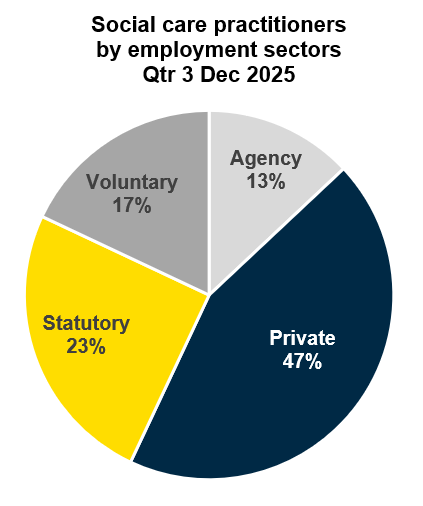 Social care practitioners
by employment sectors
Qtr 3 Dec 2025
Agency
13%
Voluntary
17%
Statutory
23%
Private
47%